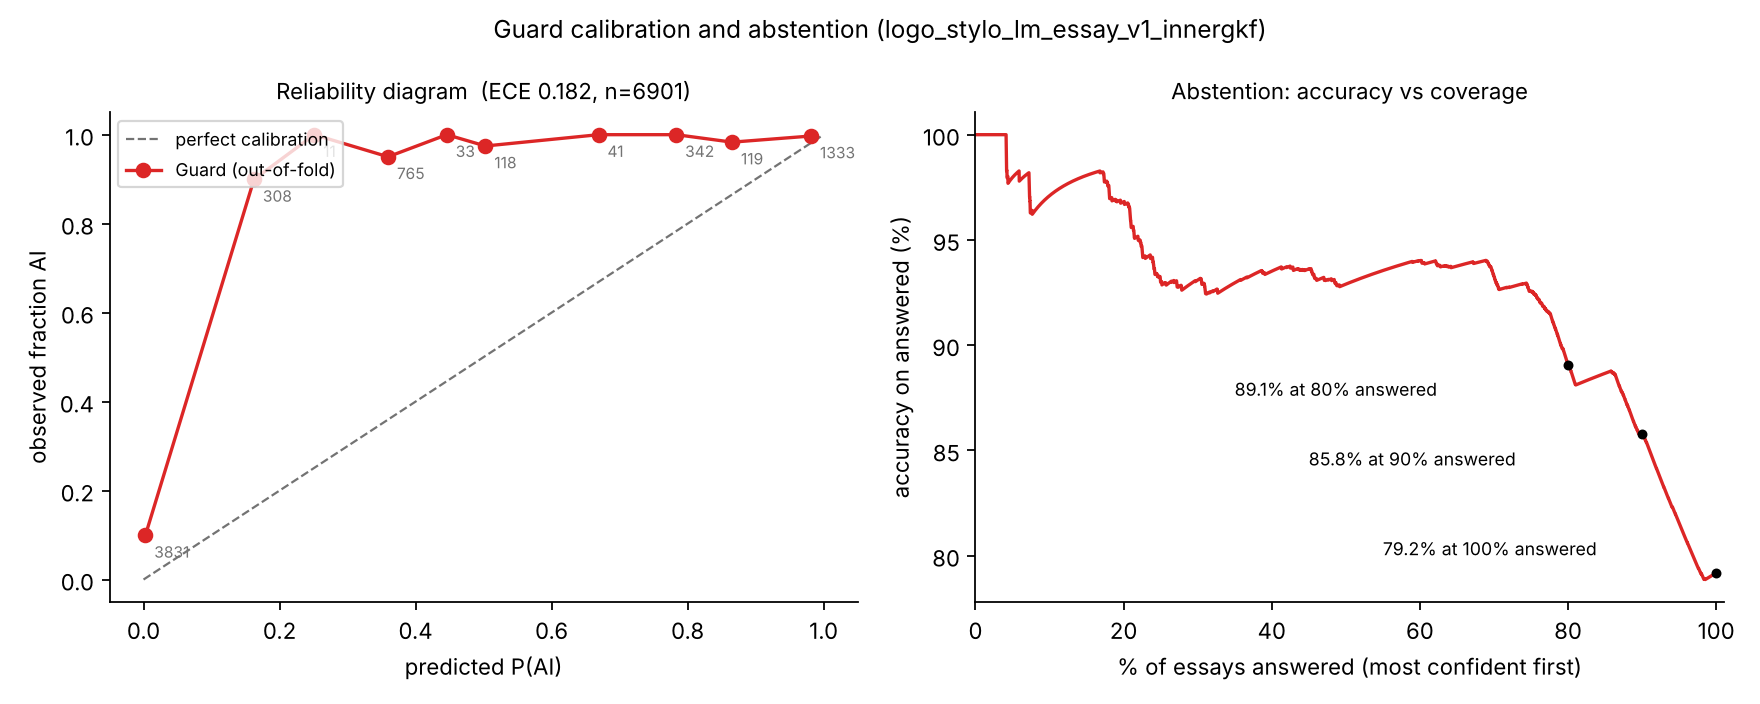 Guard calibration and abstention (logo_stylo_lm_essay_v1_innergkf)
Reliability diagram (ECE 0.182, n=6901)
perfect calibration
Guard (out-of-fold)
1.0
0.8
0.6
0.4
0.2
0.0
observed fraction AI
3831
308
11
765
33
118
41
342
119
1333
0.0 0.2 0.4 0.6 0.8 1.0
predicted P(AI)
Abstention: accuracy vs coverage
100
95
90
85
80
accuracy on answered (%)
89.1% at 80% answered
85.8% at 90% answered
79.2% at 100% answered
0 20 40 60 80 100
% of essays answered (most confident first)